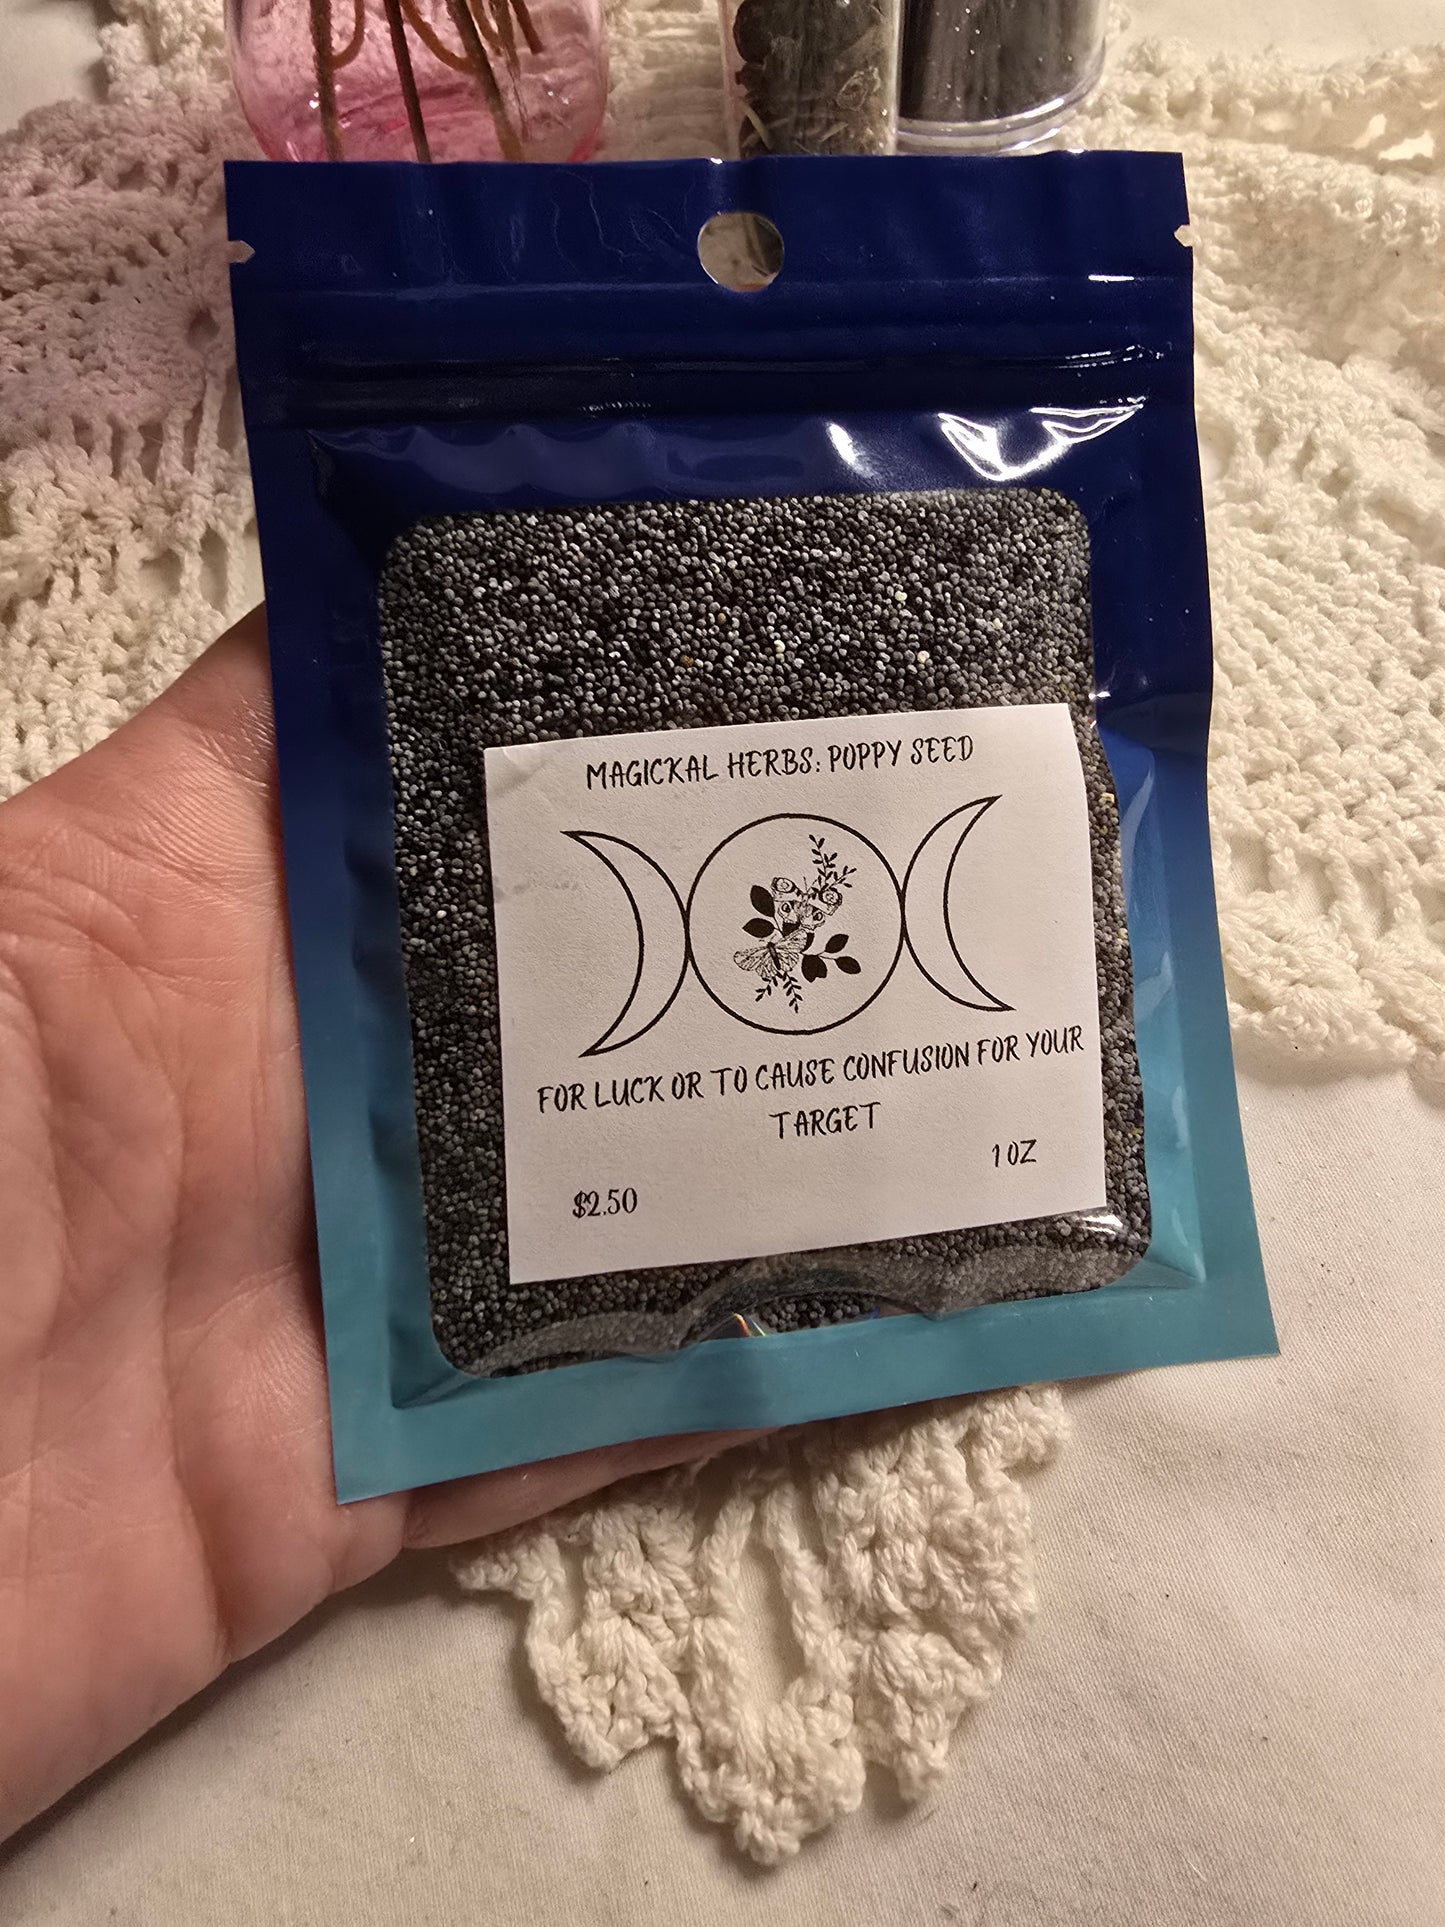 MAGICKAL HERBS: POPPY SEED
FOR LUCK OR TO CAUSE CONFUSION FOR YOUR
TARGET
1 OZ
$2.50